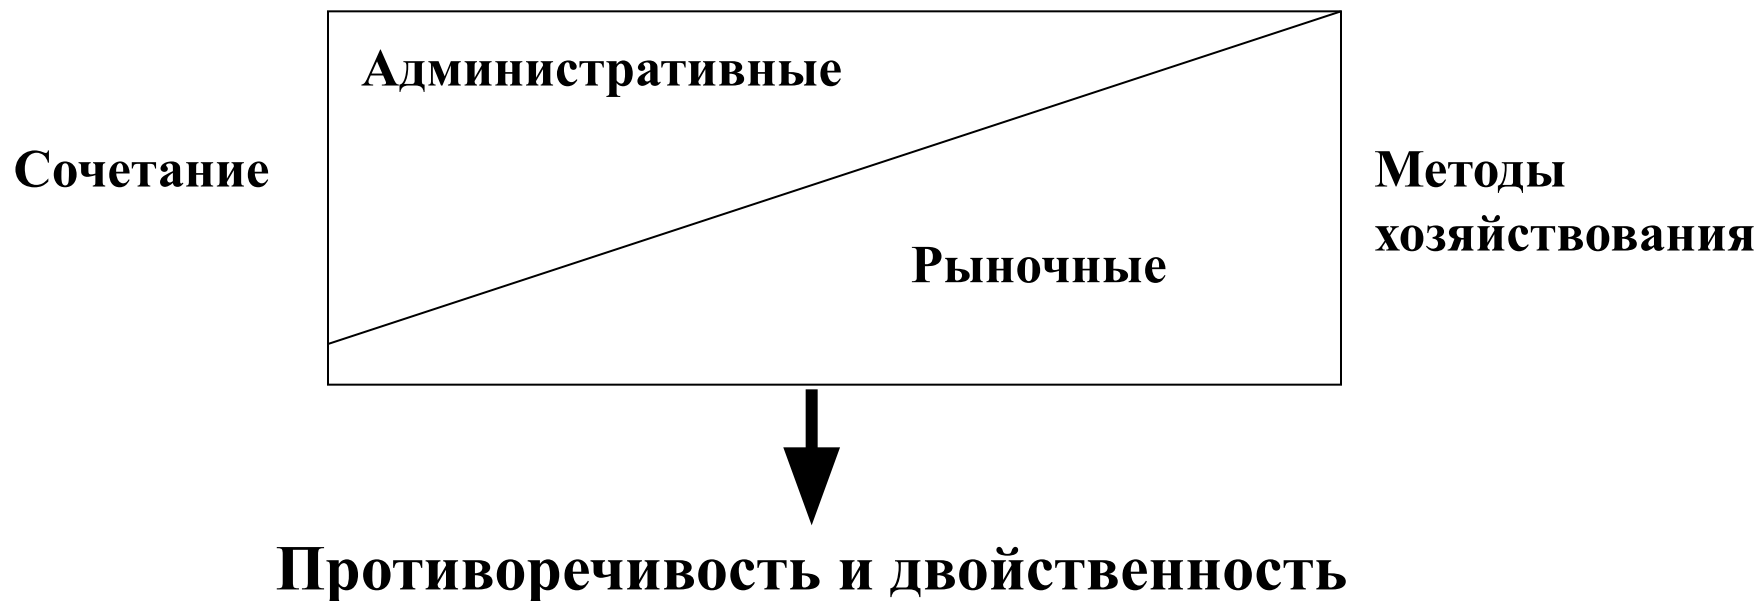 Административные
Сочетание
Методы
хозяйствования
Рыночные
Противоречивость и двойственность